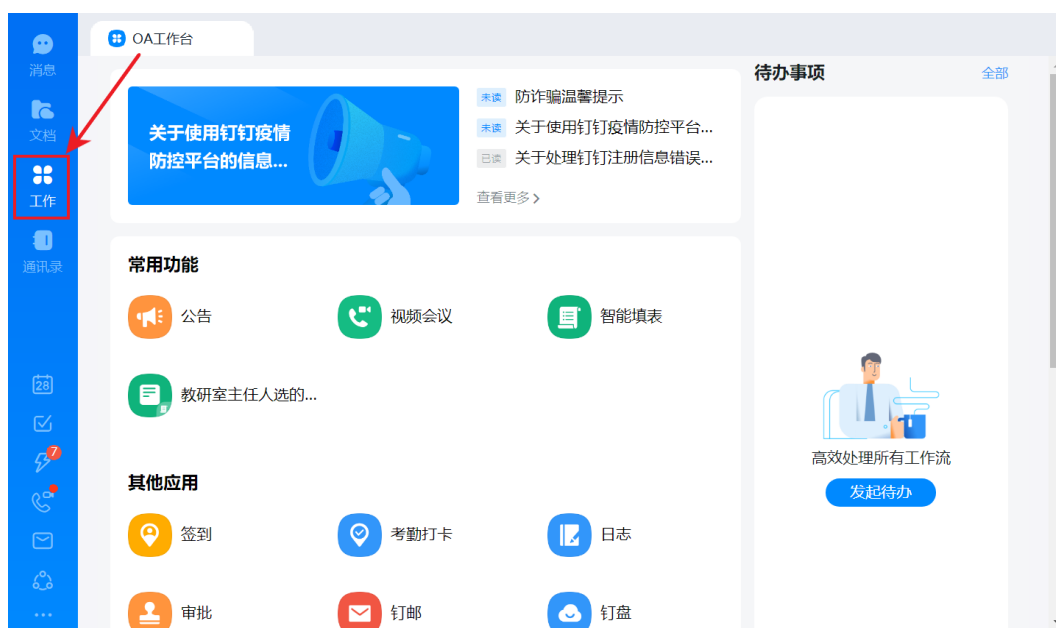 OA工作台
消息
文档
工作
通讯录
28
7
关于使用钉钉疫情
防控平台的信息...
未读 防诈骗温馨提示
未读 关于使用钉钉疫情防控平台...
已读 关于处理钉钉注册信息错误...
查看更多
常用功能
公告 视频会议 智能填表
教研室主任人选的...
其他应用
签到 考勤打卡 日志
审批 钉邮 钉盘
待办事项 全部
高效处理所有工作流
发起待办